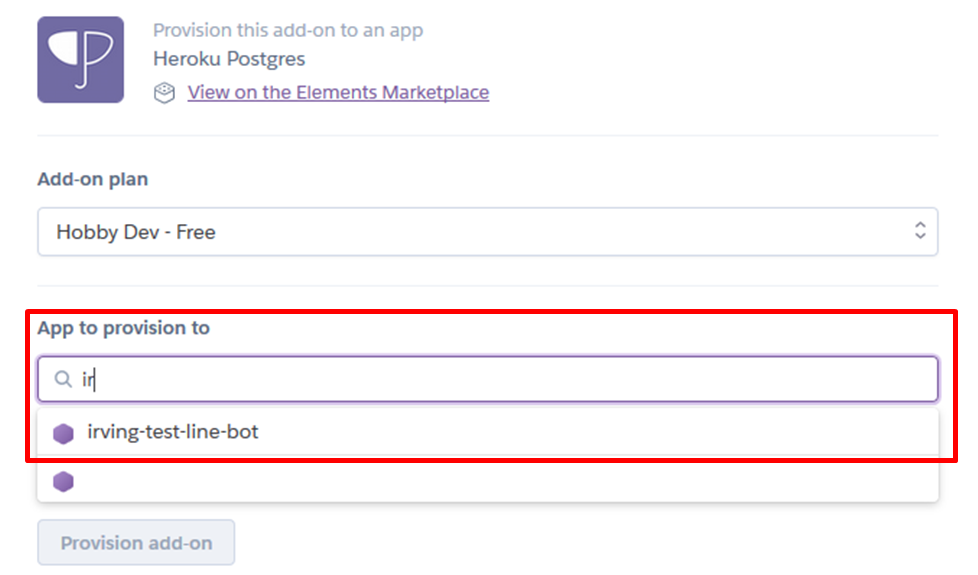 Provision this add-on to an app
Heroku Postgres
View on the Elements Marketplace
Add-on plan
Hobby Dev - Free
App to provision to
ir
irving-test-line-bot
Provision add-on